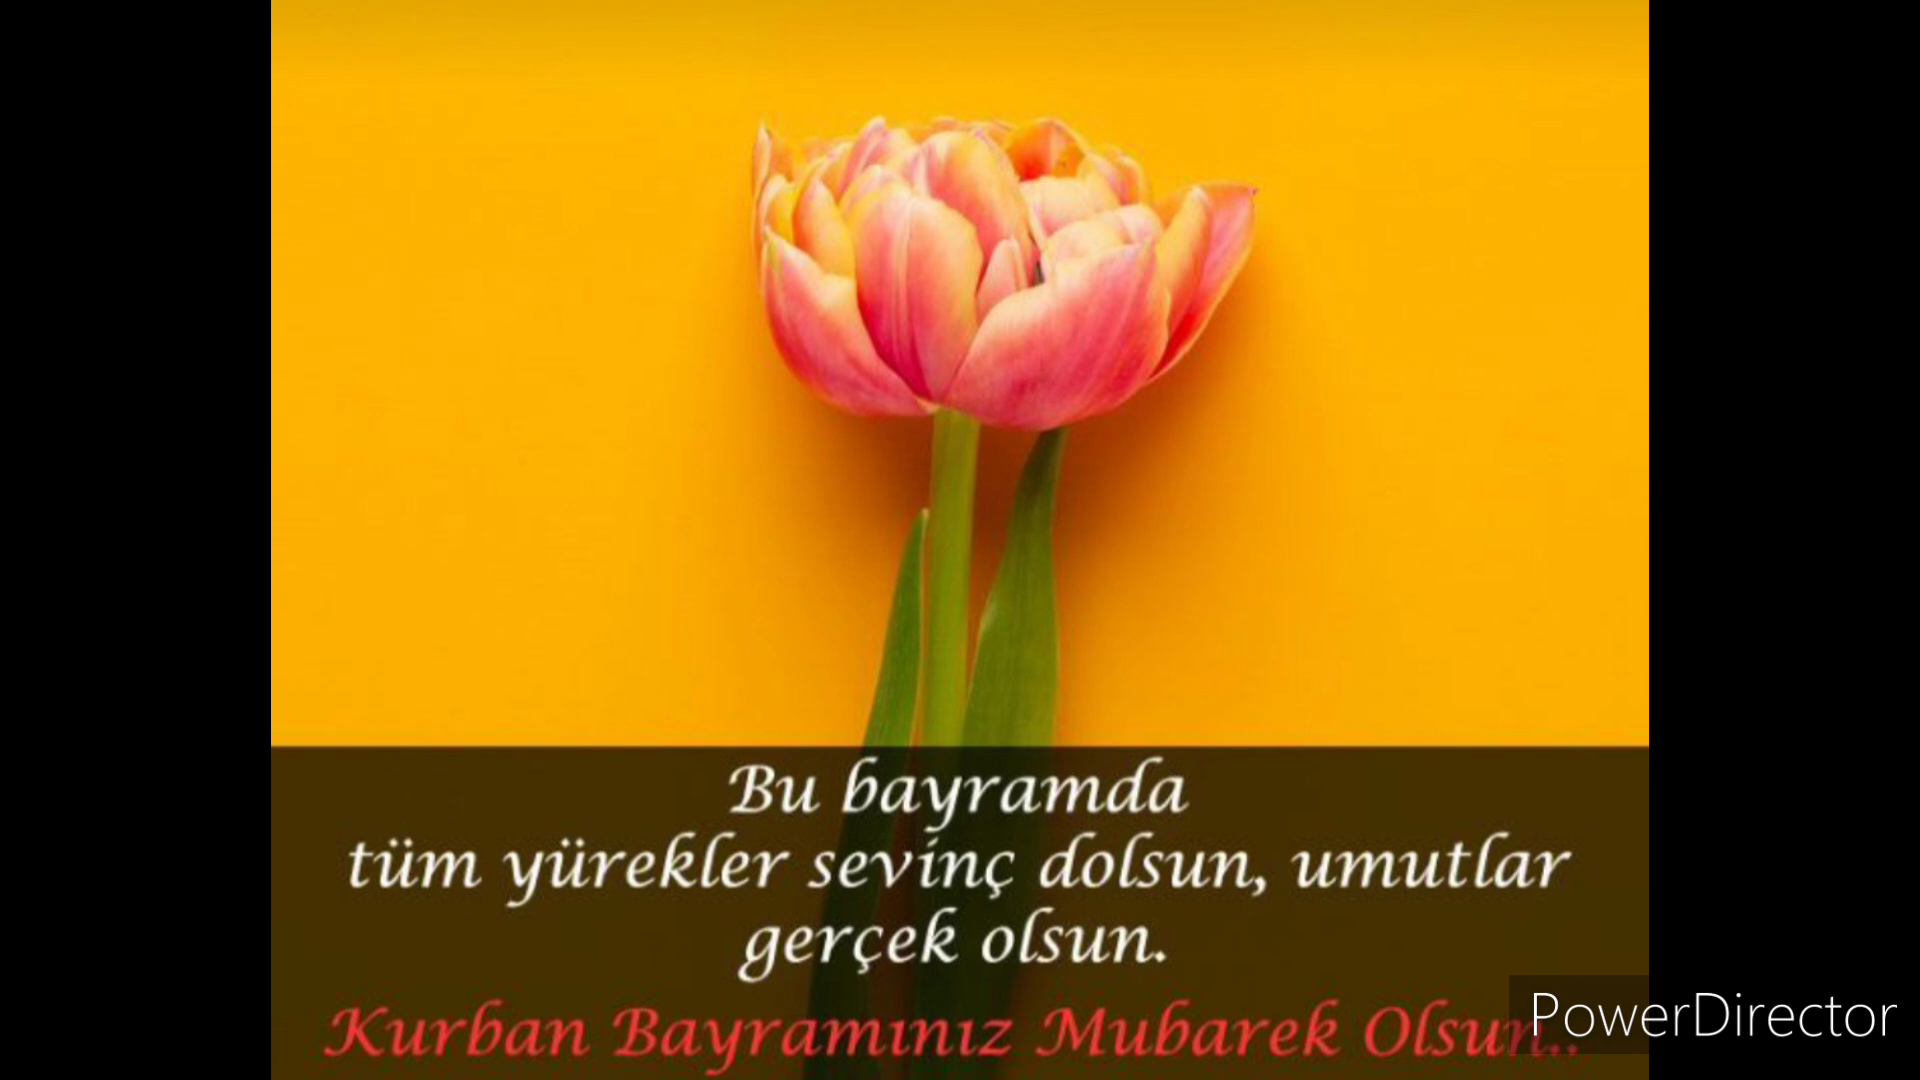 Bu bayramda
tüm yürekler sevinç dolsun, umutlar
gerçek olsun.
Kurban Bayramınız Mubarek Olsun..
PowerDirector